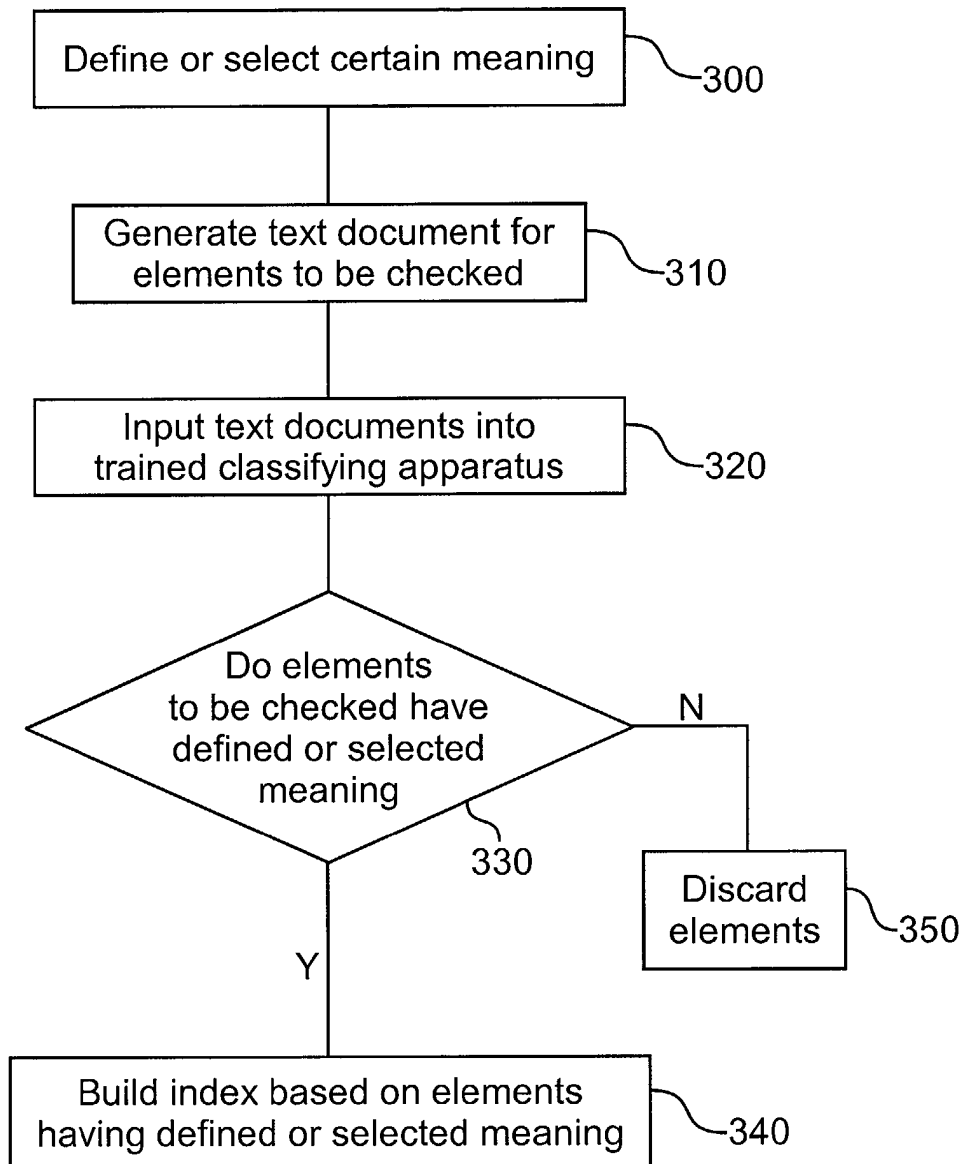 Define or select certain meaning
300
Generate text document for
elements to be checked
310
Input text documents into
trained classifying apparatus
320
Do elements
to be checked have
defined or selected
meaning
N
330
Discard
elements
350
Y
Build index based on elements
having defined or selected meaning
340